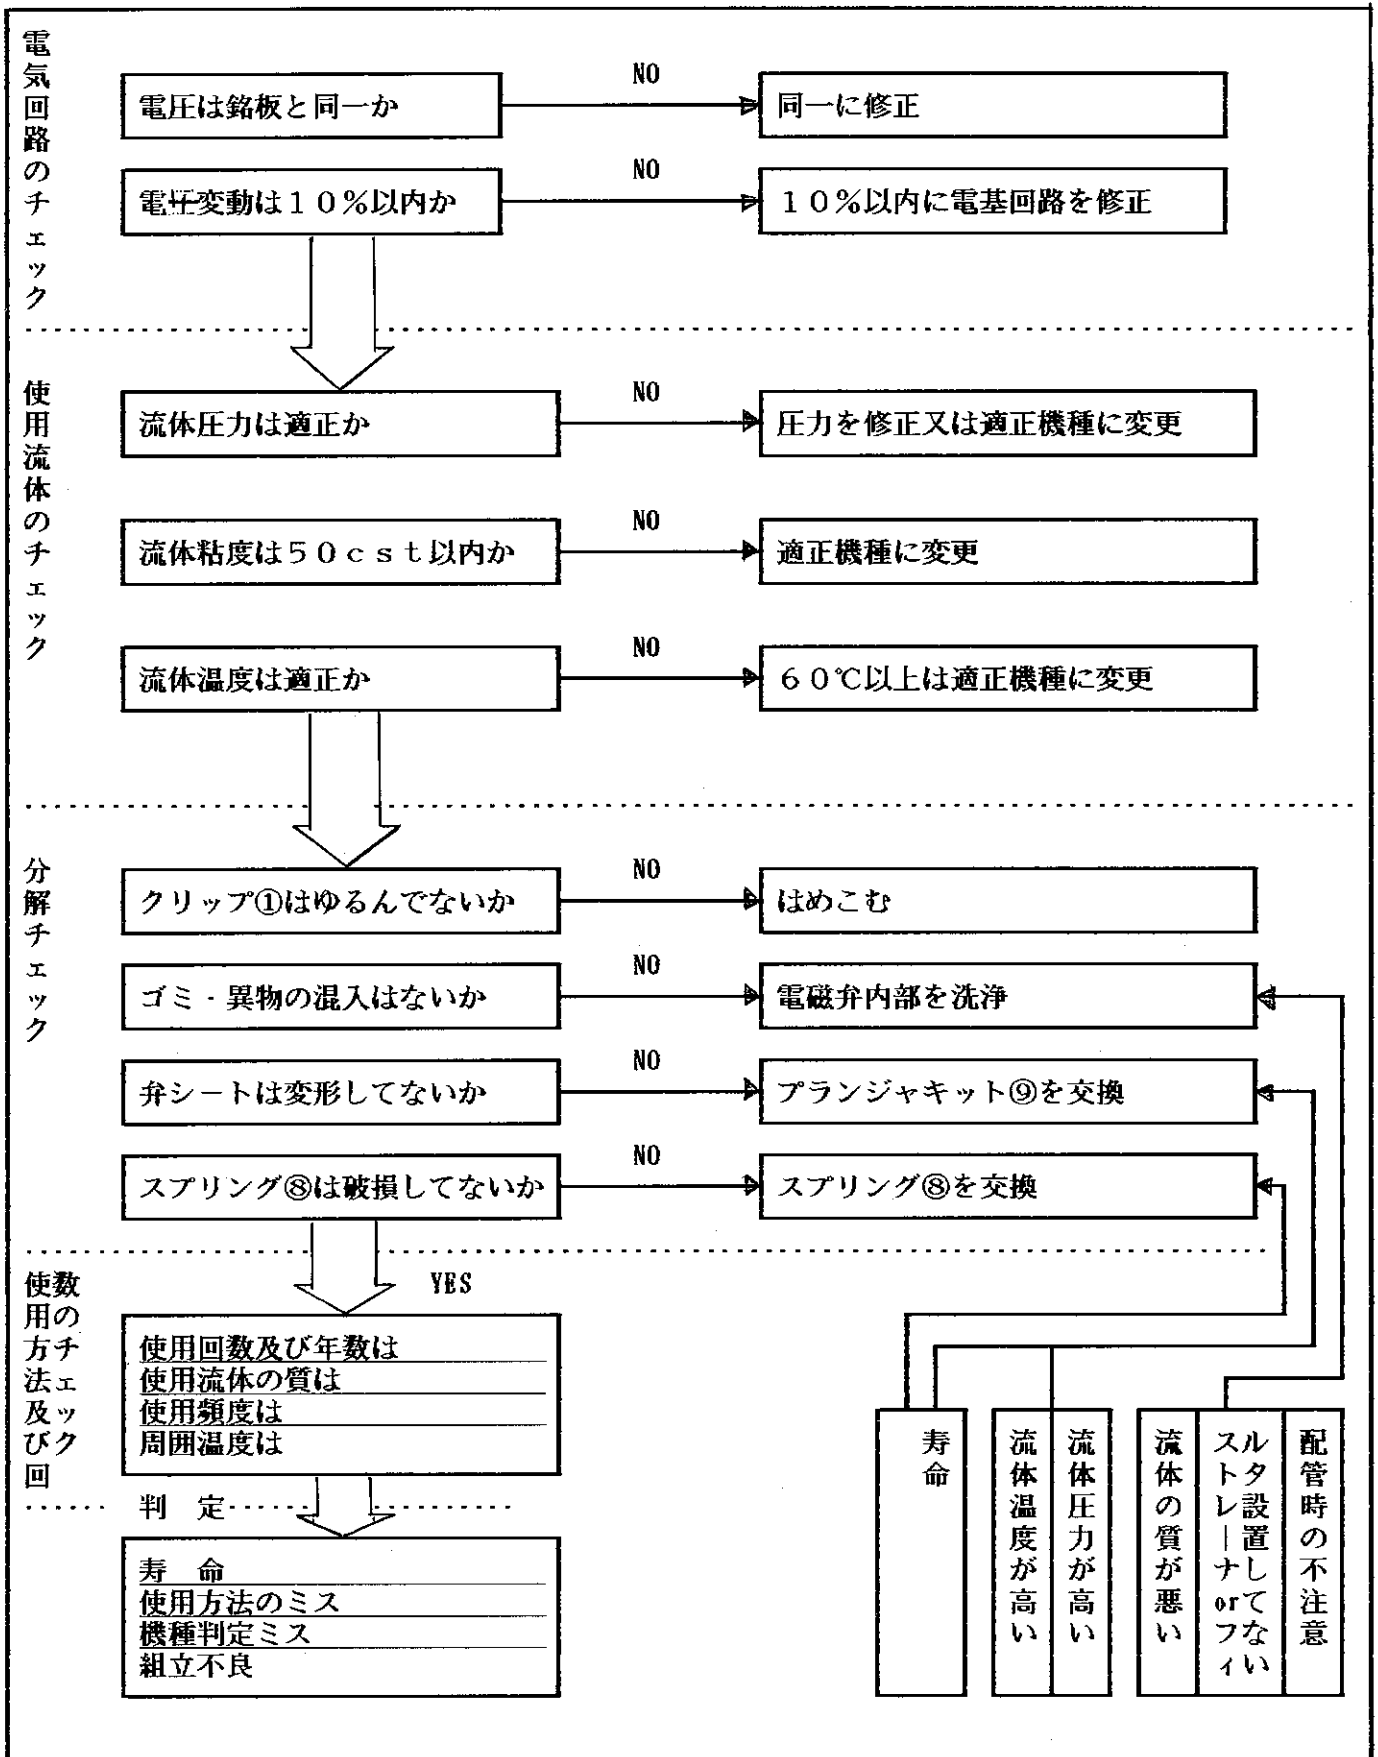 電気回路のチェック
電圧は銘板と同一か
NO
同一に修正
電圧変動は10%以内か
NO
10%以内に電基回路を修正
使用流体のチェック
流体圧力は適正か
NO
圧力を修正又は適正機種に変更
流体粘度は50cst以内か
NO
適正機種に変更
流体温度は適正か
NO
60℃以上は適正機種に変更
分解チェック
クリップ①はゆるんでないか
NO
はめこむ
ゴミ・異物の混入はないか
NO
電磁弁内部を洗浄
弁シートは変形してないか
NO
プランジャキット⑨を交換
スプリング⑧は破損してないか
NO
スプリング⑧を交換
使用方法及び回
数のチェック
YES
使用回数及び年数は
使用流体の質は
使用頻度は
周囲温度は
判 定
寿 命
使用方法のミス
機種判定ミス
組立不良
寿命
流体温度が高い
流体圧力が高い
流体の質が悪い
ストレーナorフィ
ルタ設置してない
配管時の不注意